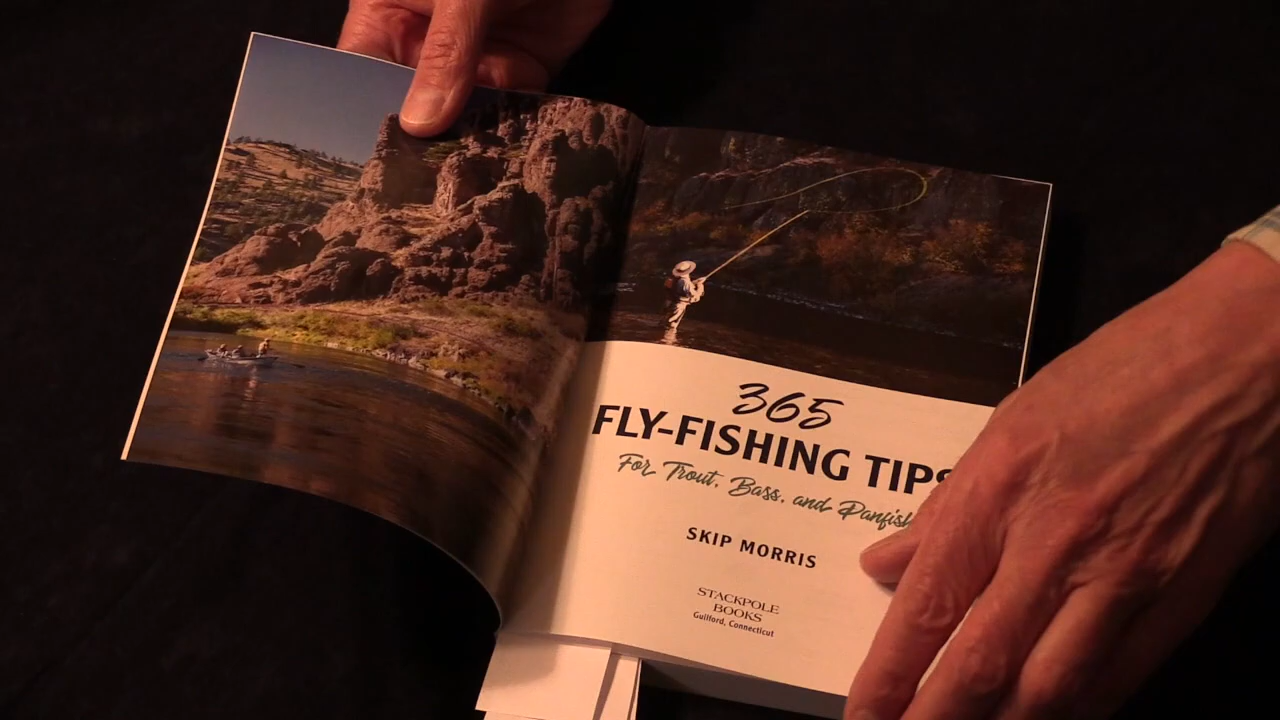 365
FLY-FISHING TIPS
For Trout, Bass, and Panfish
SKIP MORRIS
STACKPOLE
BOOKS
Guilford, Connecticut